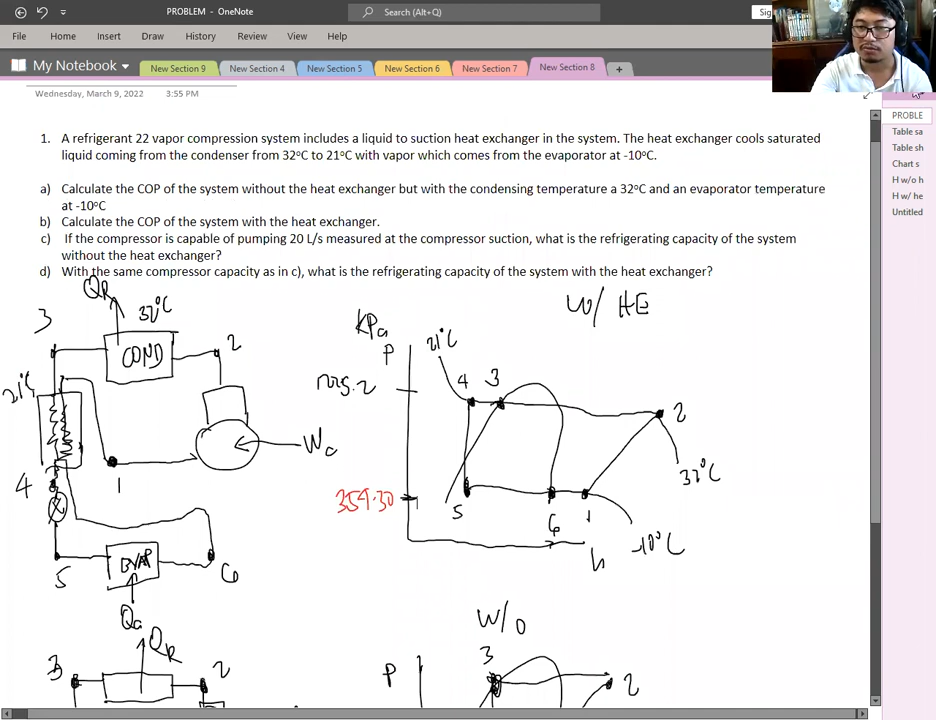 PROBLEM - OneNote
Search (Alt+Q)
File Home Insert Draw History Review View Help
My Notebook New Section 9 New Section 4 New Section 5 New Section 6 New Section 7 New Section 8 +
Wednesday, March 9, 2022 3:55 PM
PROBLE
Table sa
Table sh
Chart s
H w/o h
H w/ he
Untitled
1. A refrigerant 22 vapor compression system includes a liquid to suction heat exchanger in the system. The heat exchanger cools saturated
liquid coming from the condenser from 32°C to 21°C with vapor which comes from the evaporator at -10°C.
a) Calculate the COP of the system without the heat exchanger but with the condensing temperature a 32°C and an evaporator temperature
at -10°C
b) Calculate the COP of the system with the heat exchanger.
c) If the compressor is capable of pumping 20 L/s measured at the compressor suction, what is the refrigerating capacity of the system
without the heat exchanger?
d) With the same compressor capacity as in c), what is the refrigerating capacity of the system with the heat exchanger?
QR
32°C
3
COND
2
21°C
Wc
4
1
5
EVAP
6
Qa
QR
3
2
W/ HE
KPa
P
21°C
4 3
2
32°C
359.30
5
6
1
-10°C
h
W/O
3
P
2